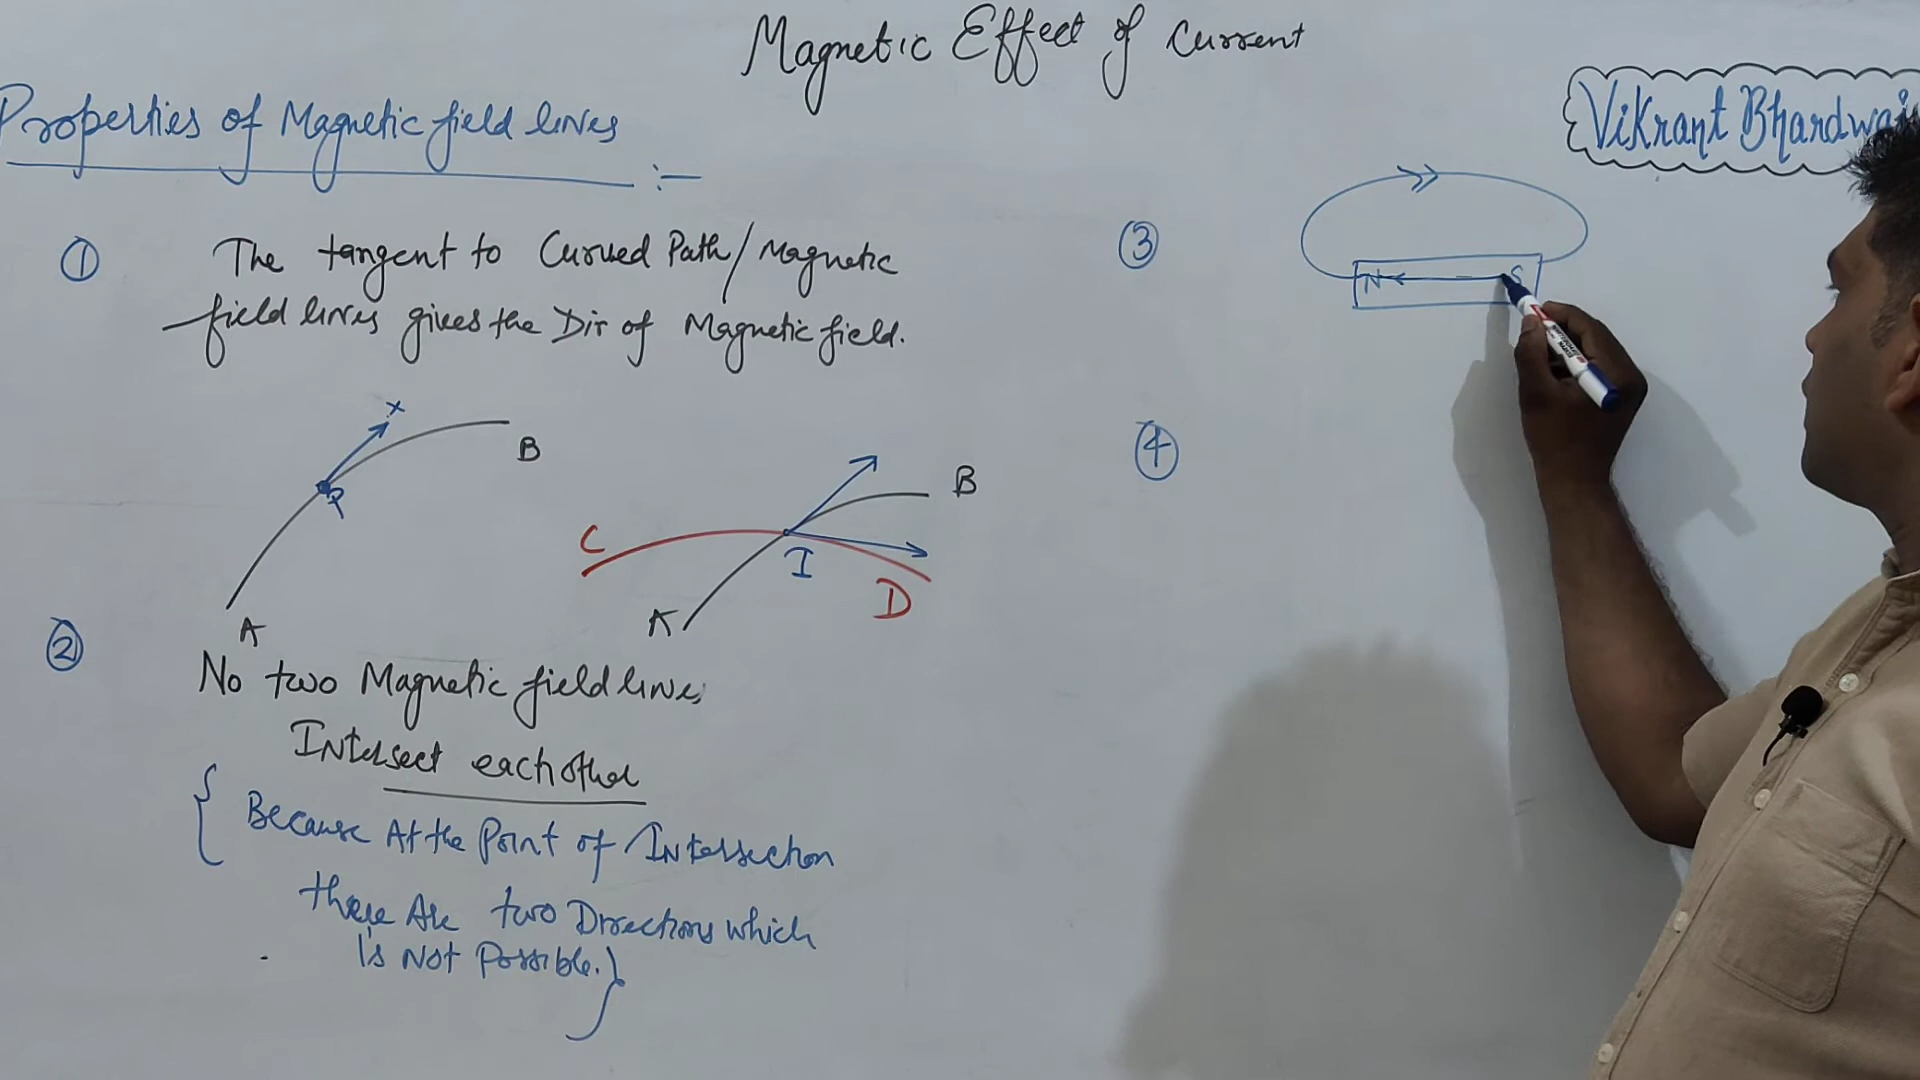 Magnetic Effect of Current
Vikrant Bhardwaj
Properties of Magnetic field lines :-
① The tangent to Curved Path/Magnetic
field lines gives the Dir of Magnetic field.
X
P
B
A
B
C
I
D
A
② No two Magnetic field lines
Intersect each other
{ Because At the Point of Intersection
there Are two Directions which
is Not Possible. }
③
N S
④